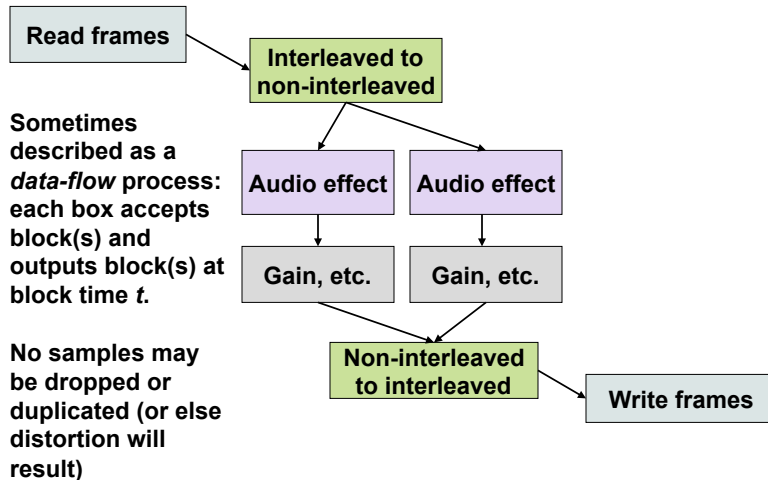 Read frames
Interleaved to
non-interleaved
Sometimes
described as a
data-flow process:
each box accepts
block(s) and
outputs block(s) at
block time t.
Audio effect
Audio effect
Gain, etc.
Gain, etc.
No samples may
be dropped or
duplicated (or else
distortion will
result)
Non-interleaved
to interleaved
Write frames